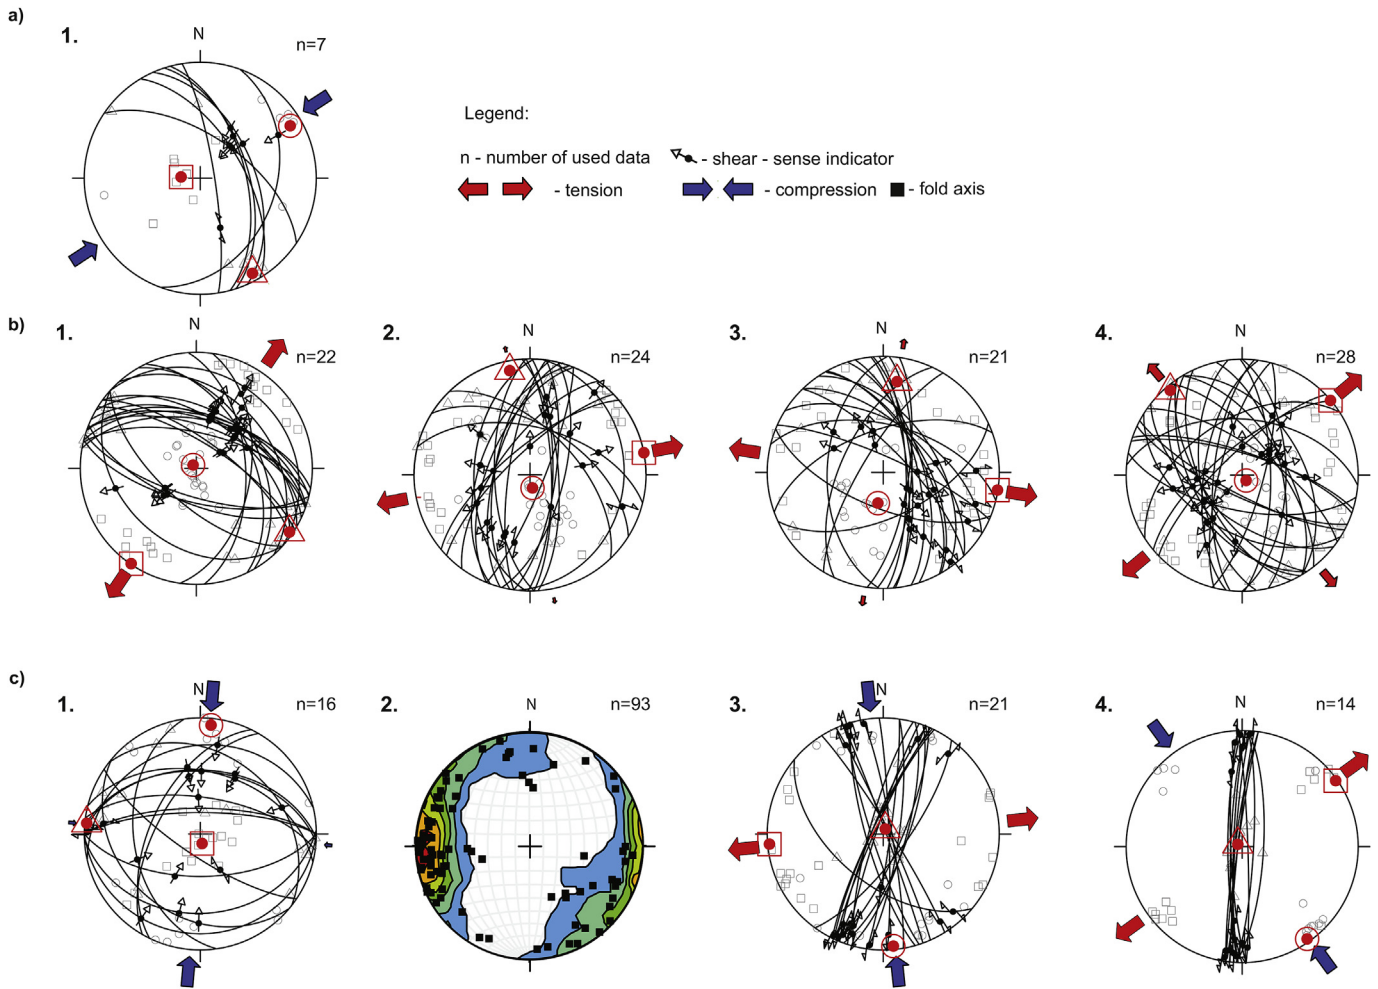 a)
1.
N
n=7
Legend:
n - number of used data
- shear - sense indicator
- tension
- compression
- fold axis
b)
1.
N
n=22
2.
N
n=24
3.
N
n=21
4.
N
n=28
c)
1.
N
n=16
2.
N
n=93
3.
N
n=21
4.
N
n=14